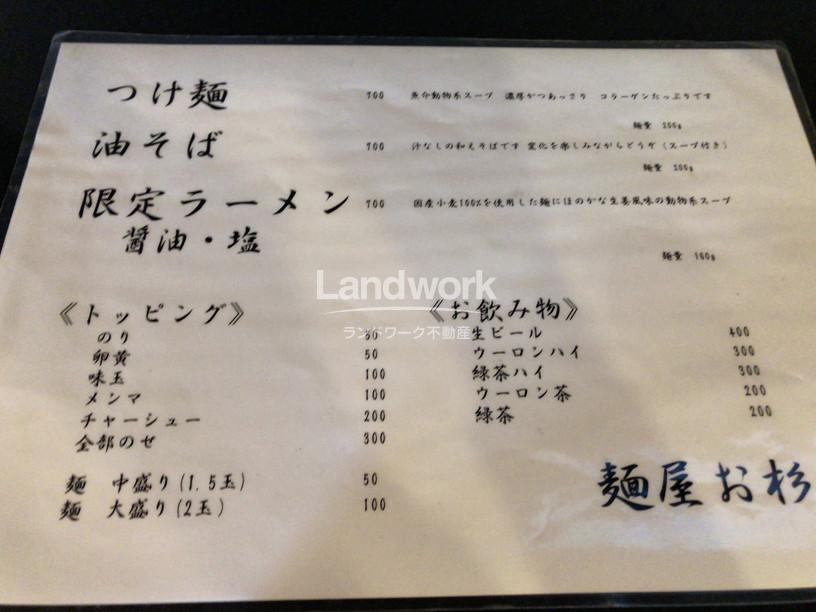 つけ麺 700 魚介動物系スープ 濃厚かつあっさり コラーゲンたっぷりです
麺量 200g
油そば 700 汁なしの和えそばです 変化を楽しみながらどうぞ(スープ付き)
麺量 200g
限定ラーメン 700 国産小麦100%を使用した麺にほのかな生姜風味の動物系スープ
醤油・塩
麺量 160g
Landwork
ランドワーク不動産
《トッピング》
のり
卵黄 50
味玉 100
メンマ 100
チャーシュー 200
全部のせ 300
麺 中盛り(1.5玉) 50
麺 大盛り(2玉) 100
《お飲み物》
生ビール 400
ウーロンハイ 300
緑茶ハイ 300
ウーロン茶 200
緑茶 200
麺屋お杉